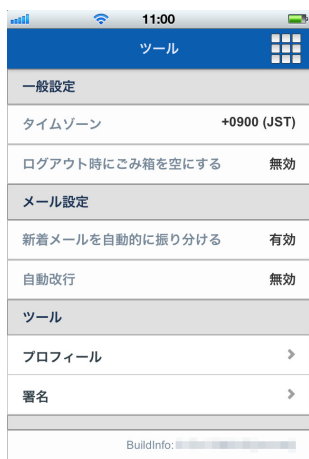 11:00
ツール
一般設定
タイムゾーン +0900 (JST)
ログアウト時にごみ箱を空にする 無効
メール設定
新着メールを自動的に振り分ける 有効
自動改行 無効
ツール
プロフィール
署名
BuildInfo: